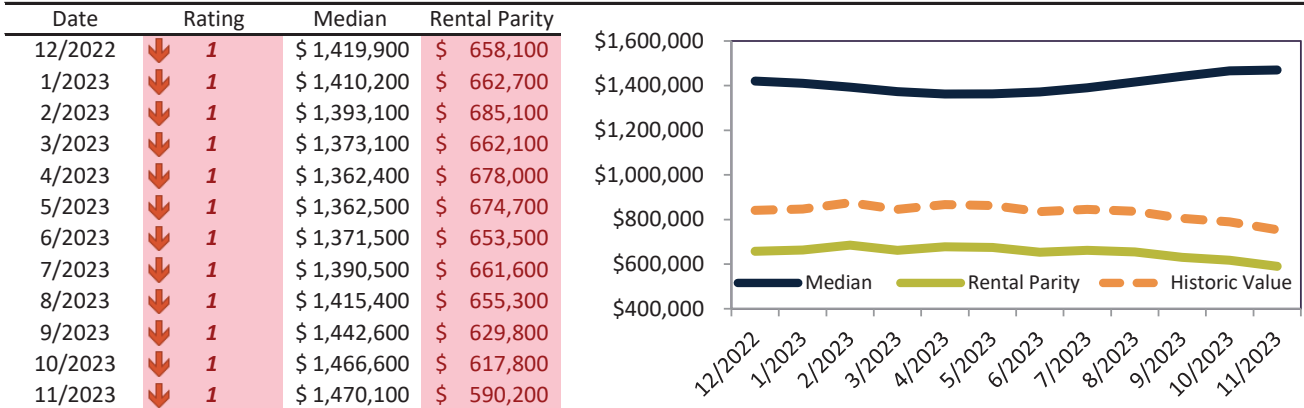 Date Rating Median Rental Parity
12/2022 1 $ 1,419,900 $ 658,100
1/2023 1 $ 1,410,200 $ 662,700
2/2023 1 $ 1,393,100 $ 685,100
3/2023 1 $ 1,373,100 $ 662,100
4/2023 1 $ 1,362,400 $ 678,000
5/2023 1 $ 1,362,500 $ 674,700
6/2023 1 $ 1,371,500 $ 653,500
7/2023 1 $ 1,390,500 $ 661,600
8/2023 1 $ 1,415,400 $ 655,300
9/2023 1 $ 1,442,600 $ 629,800
10/2023 1 $ 1,466,600 $ 617,800
11/2023 1 $ 1,470,100 $ 590,200
$1,600,000
$1,400,000
$1,200,000
$1,000,000
$800,000
$600,000
$400,000
Median Rental Parity Historic Value
12/2022 1/2023 2/2023 3/2023 4/2023 5/2023 6/2023 7/2023 8/2023 9/2023 10/2023 11/2023